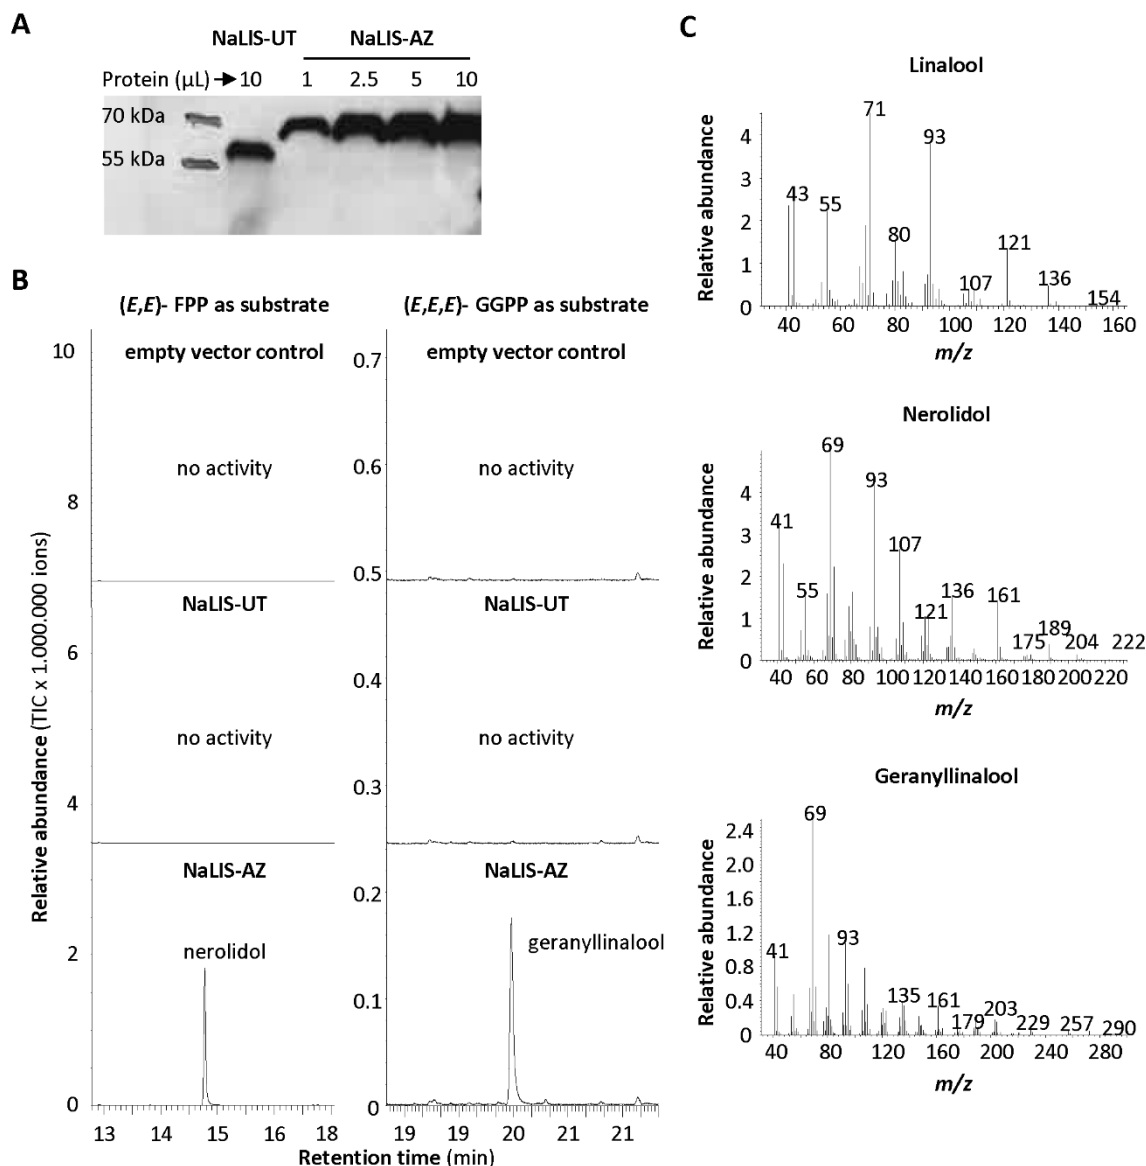 A
NaLIS-UT NaLIS-AZ
Protein (µL) 10 1 2.5 5 10
70 kDa
55 kDa
B
(E,E)- FPP as substrate (E,E,E)- GGPP as substrate
empty vector control empty vector control
no activity no activity
NaLIS-UT NaLIS-UT
no activity no activity
NaLIS-AZ NaLIS-AZ
nerolidol geranyllinalool
Relative abundance (TIC x 1.000.000 ions)
10
8
6
4
2
0
0.7
0.6
0.5
0.4
0.3
0.2
0.1
0
13 14 15 16 17 18
19 19 20 21 21
Retention time (min)
C
Linalool
Relative abundance
4
3
2
1
0
71
93
43
55
80
121
107
136
154
40 60 80 100 120 140 160
m/z
Nerolidol
Relative abundance
4
3
2
1
0
69
93
41
107
55
121
136
161
175
189
204
222
40 60 80 100 120 140 160 180 200 220
m/z
Geranyllinalool
Relative abundance
2.4
2.0
1.6
1.2
0.8
0.4
0
69
41
93
135
161
179
203
229
257
290
40 80 120 160 200 240 280
m/z